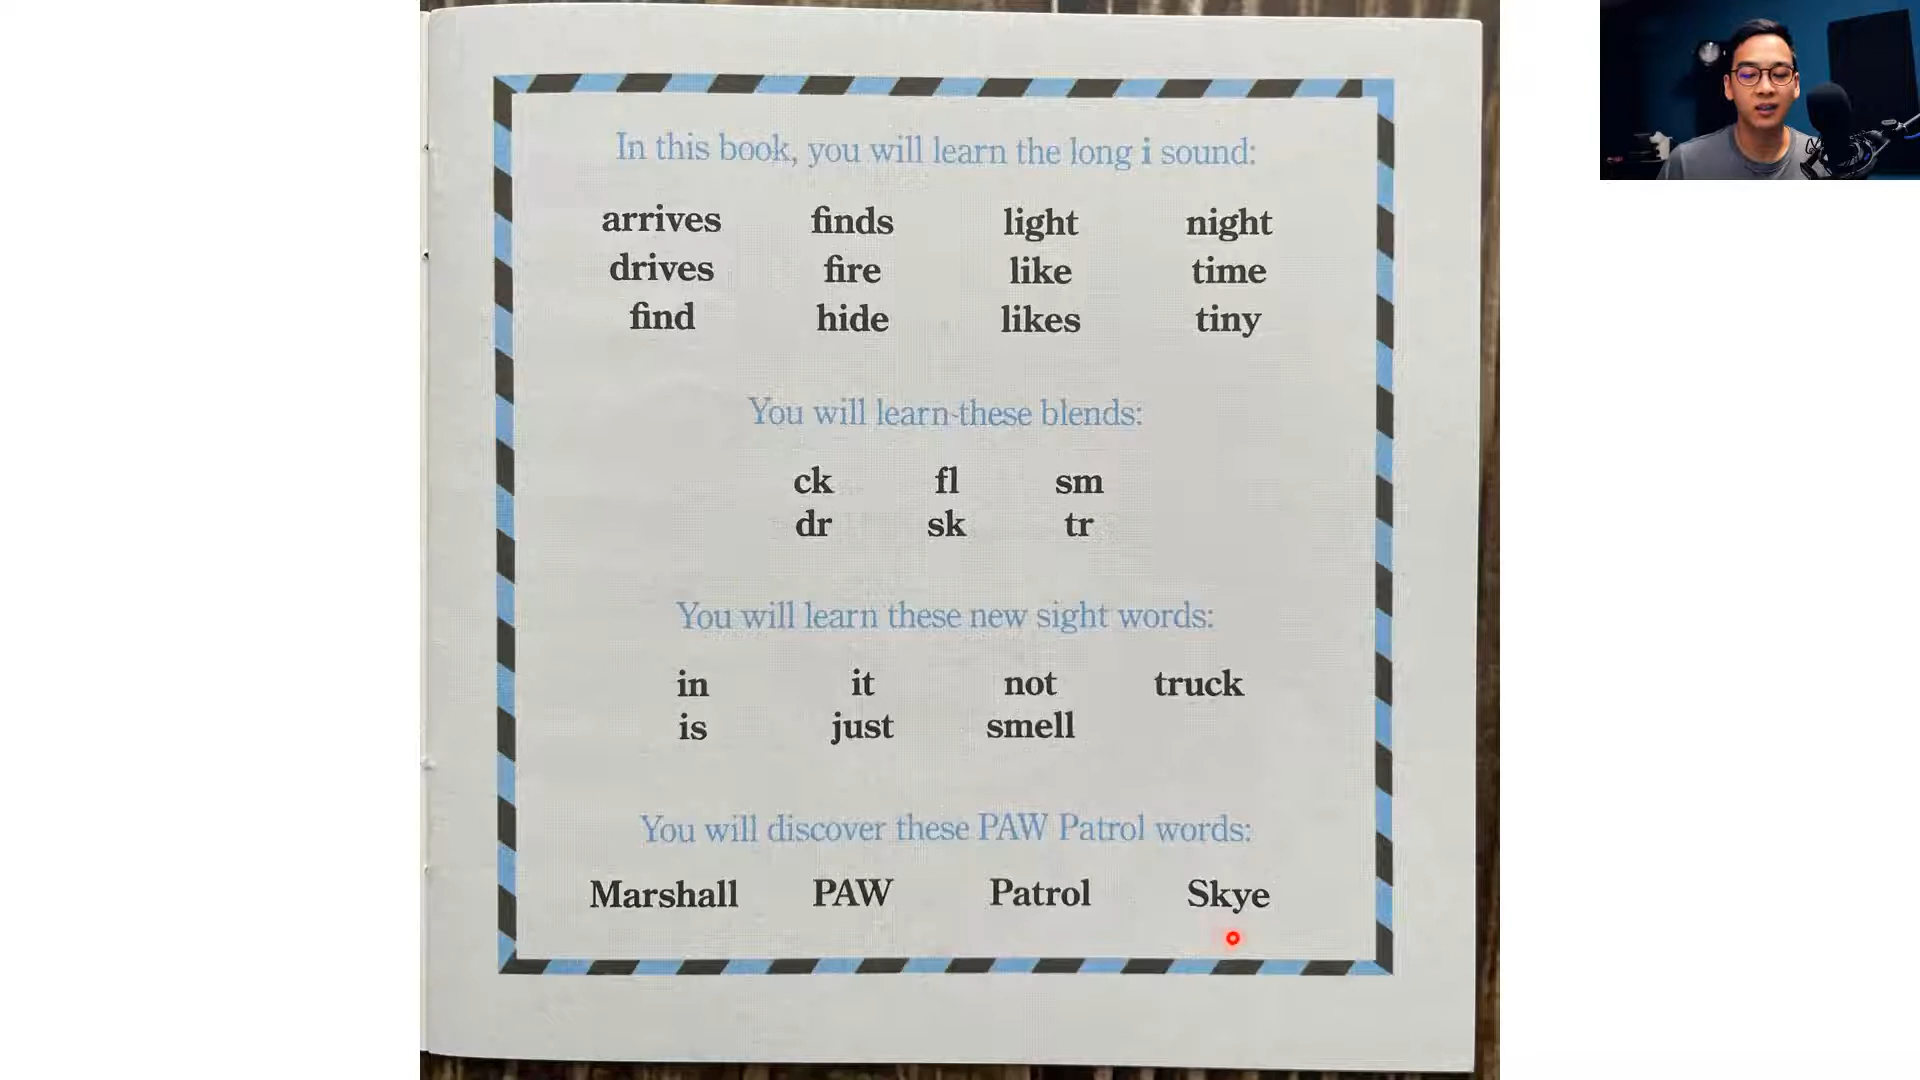 In this book, you will learn the long i sound:
arrives finds light night
drives fire like time
find hide likes tiny
You will learn these blends:
ck fl sm
dr sk tr
You will learn these new sight words:
in it not truck
is just smell
You will discover these PAW Patrol words:
Marshall PAW Patrol Skye